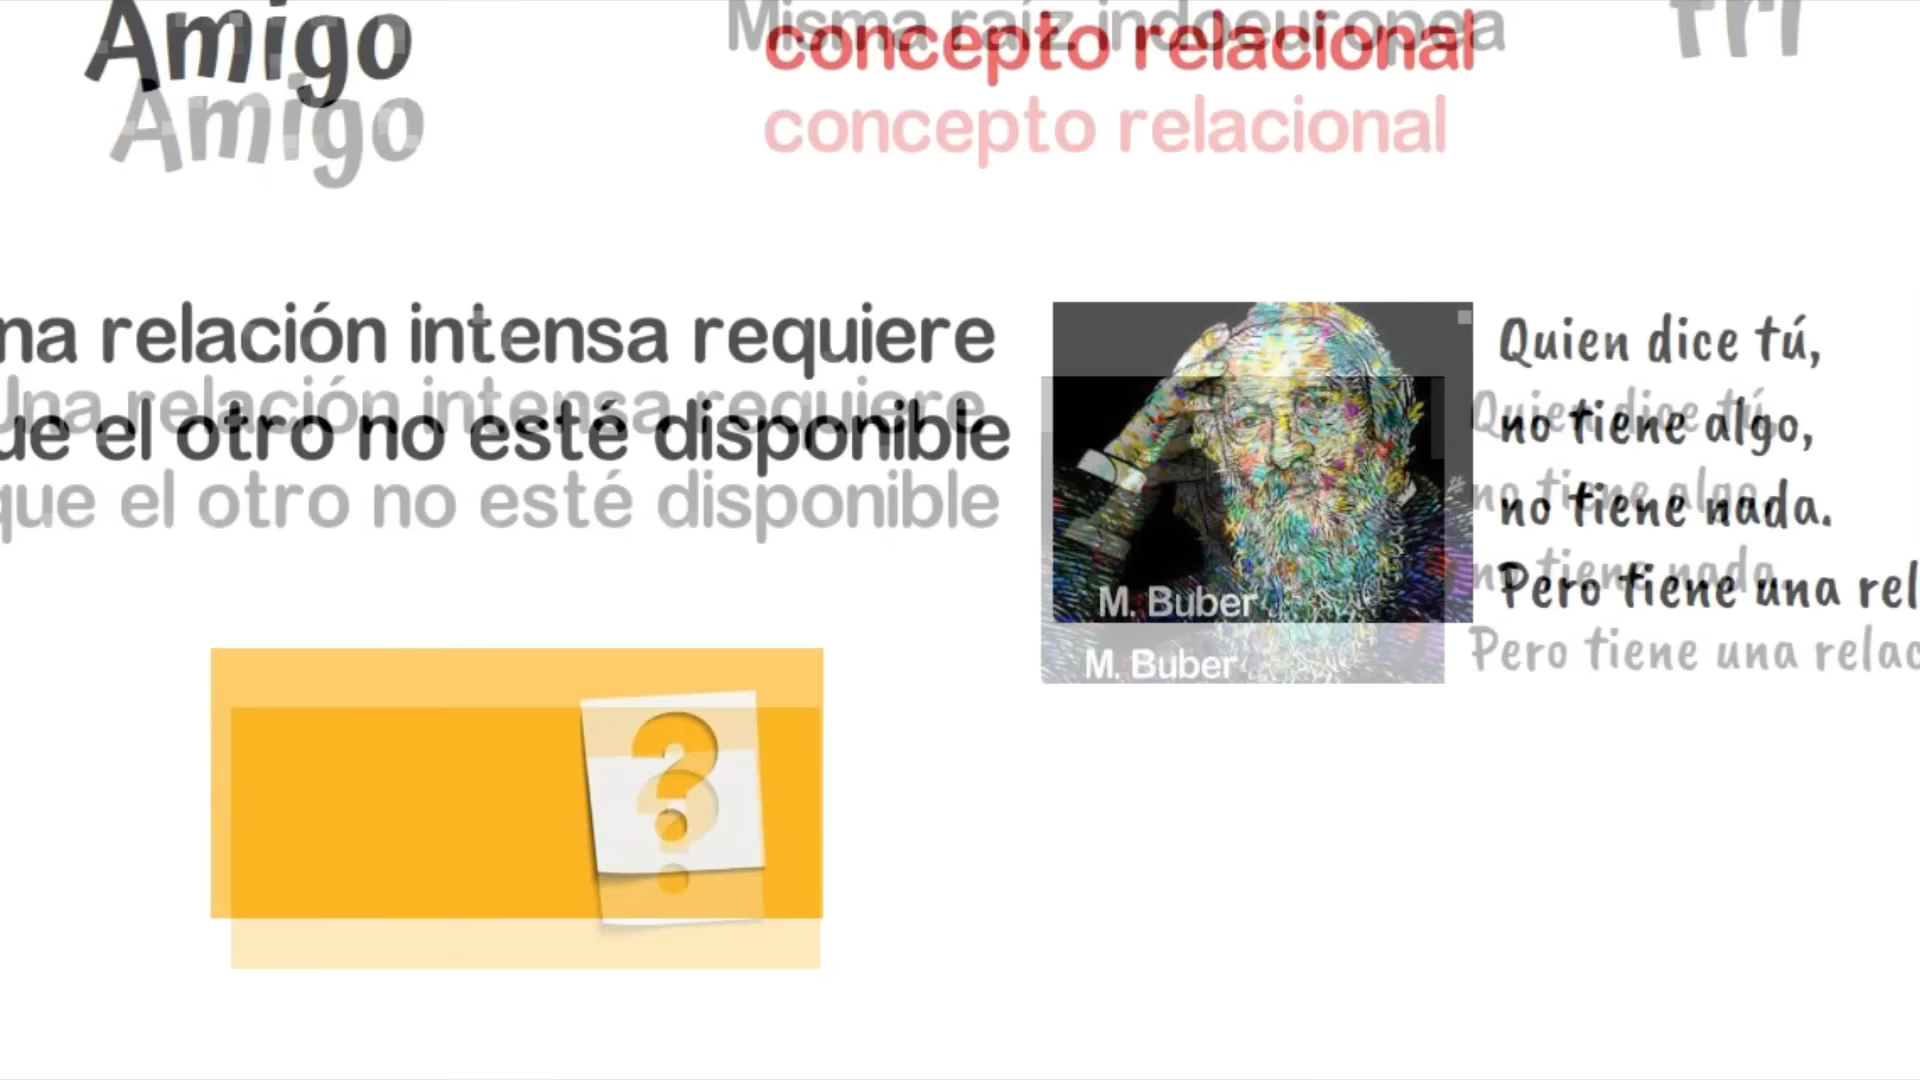 Amigo
Amigo
Misma raíz indoeuropea
concepto relacional
concepto relacional
na relación intensa requiere
Una relación intensa requiere
ue el otro no esté disponible
que el otro no esté disponible
M. Buber
M. Buber
Quien dice tú,
Quien dice tú,
no tiene algo,
no tiene algo,
no tiene nada.
no tiene nada.
Pero tiene una rel
Pero tiene una relac
?
?